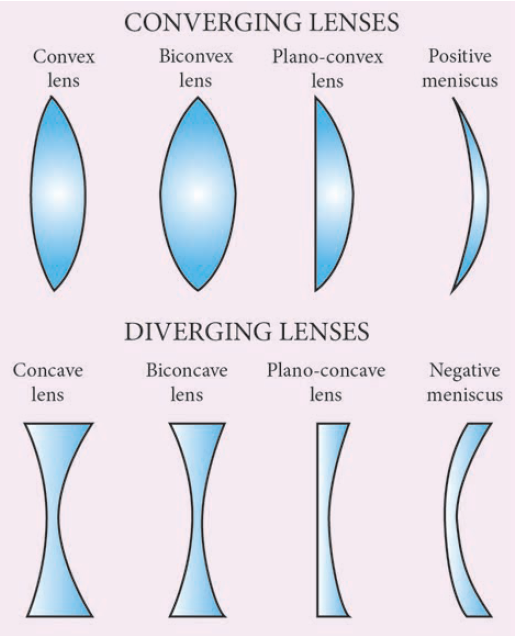 CONVERGING LENSES
Convex
lens
Biconvex
lens
Plano-convex
lens
Positive
meniscus
DIVERGING LENSES
Concave
lens
Biconcave
lens
Plano-concave
lens
Negative
meniscus